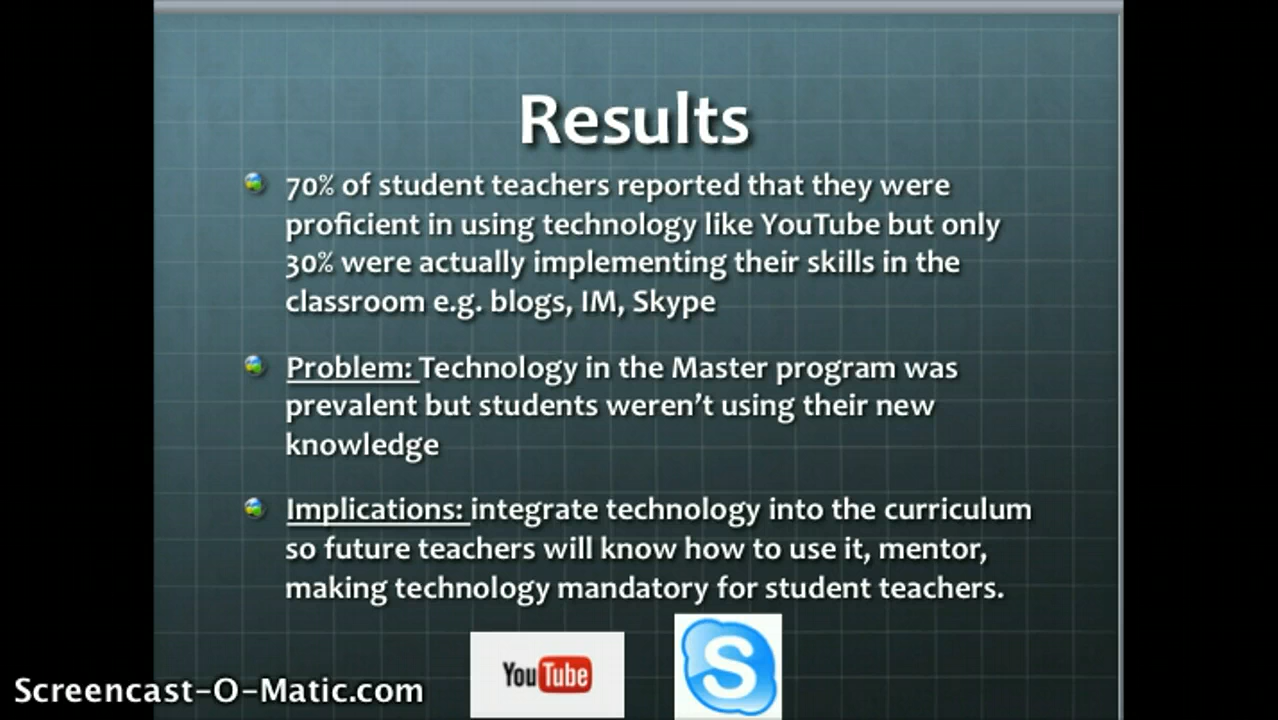 Results
70% of student teachers reported that they were
proficient in using technology like YouTube but only
30% were actually implementing their skills in the
classroom e.g. blogs, IM, Skype
Problem: Technology in the Master program was
prevalent but students weren't using their new
knowledge
Implications: integrate technology into the curriculum
so future teachers will know how to use it, mentor,
making technology mandatory for student teachers.
YouTube
S
Screencast-O-Matic.com